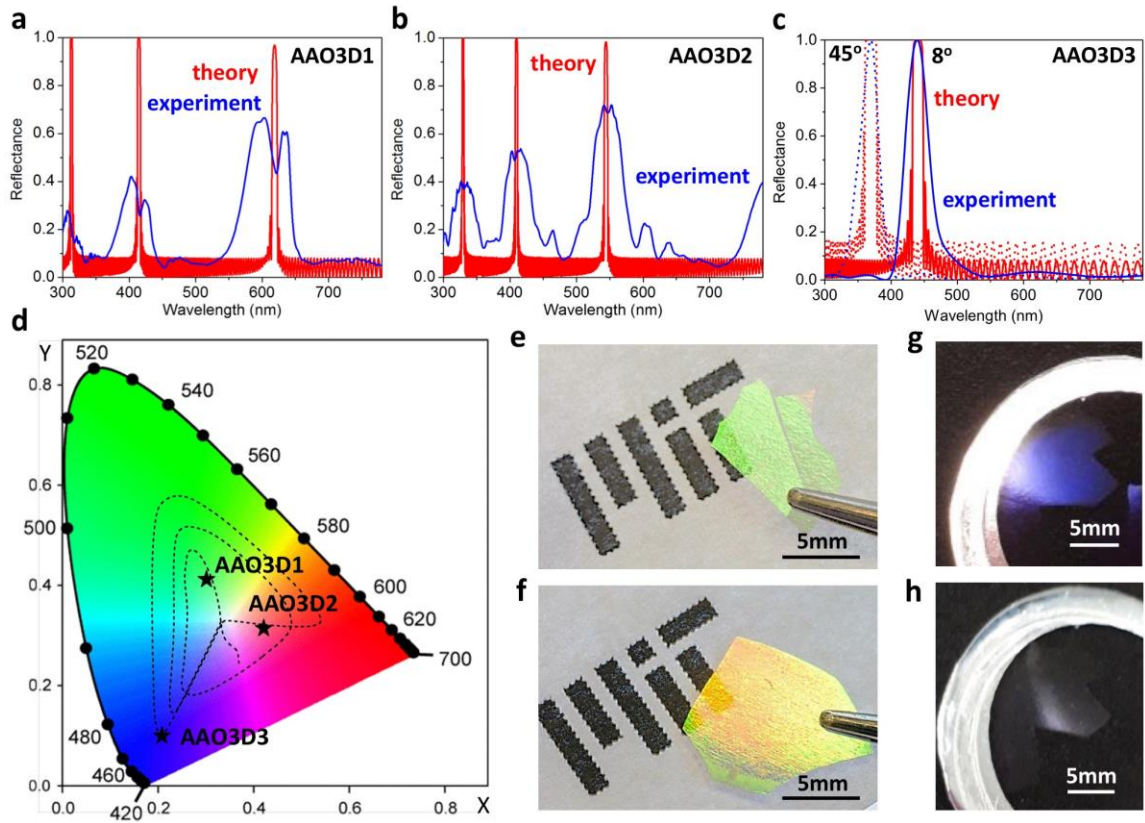 a
1.0
0.8
0.6
0.4
0.2
0.0
Reflectance
AAO3D1
theory
experiment
300 400 500 600 700
Wavelength (nm)
b
1.0
0.8
0.6
0.4
0.2
0.0
Reflectance
AAO3D2
theory
experiment
300 400 500 600 700
Wavelength (nm)
c
1.0
0.8
0.6
0.4
0.2
0.0
Reflectance
45° 8° AAO3D3
theory
experiment
300 400 500 600 700
Wavelength (nm)
d
Y
0.8
0.6
0.4
0.2
0.0
520
540
560
500
580
600
620
700
480
460
420
AAO3D1
AAO3D2
AAO3D3
0.0 0.2 0.4 0.6 0.8
X
e
5mm
f
5mm
g
5mm
h
5mm